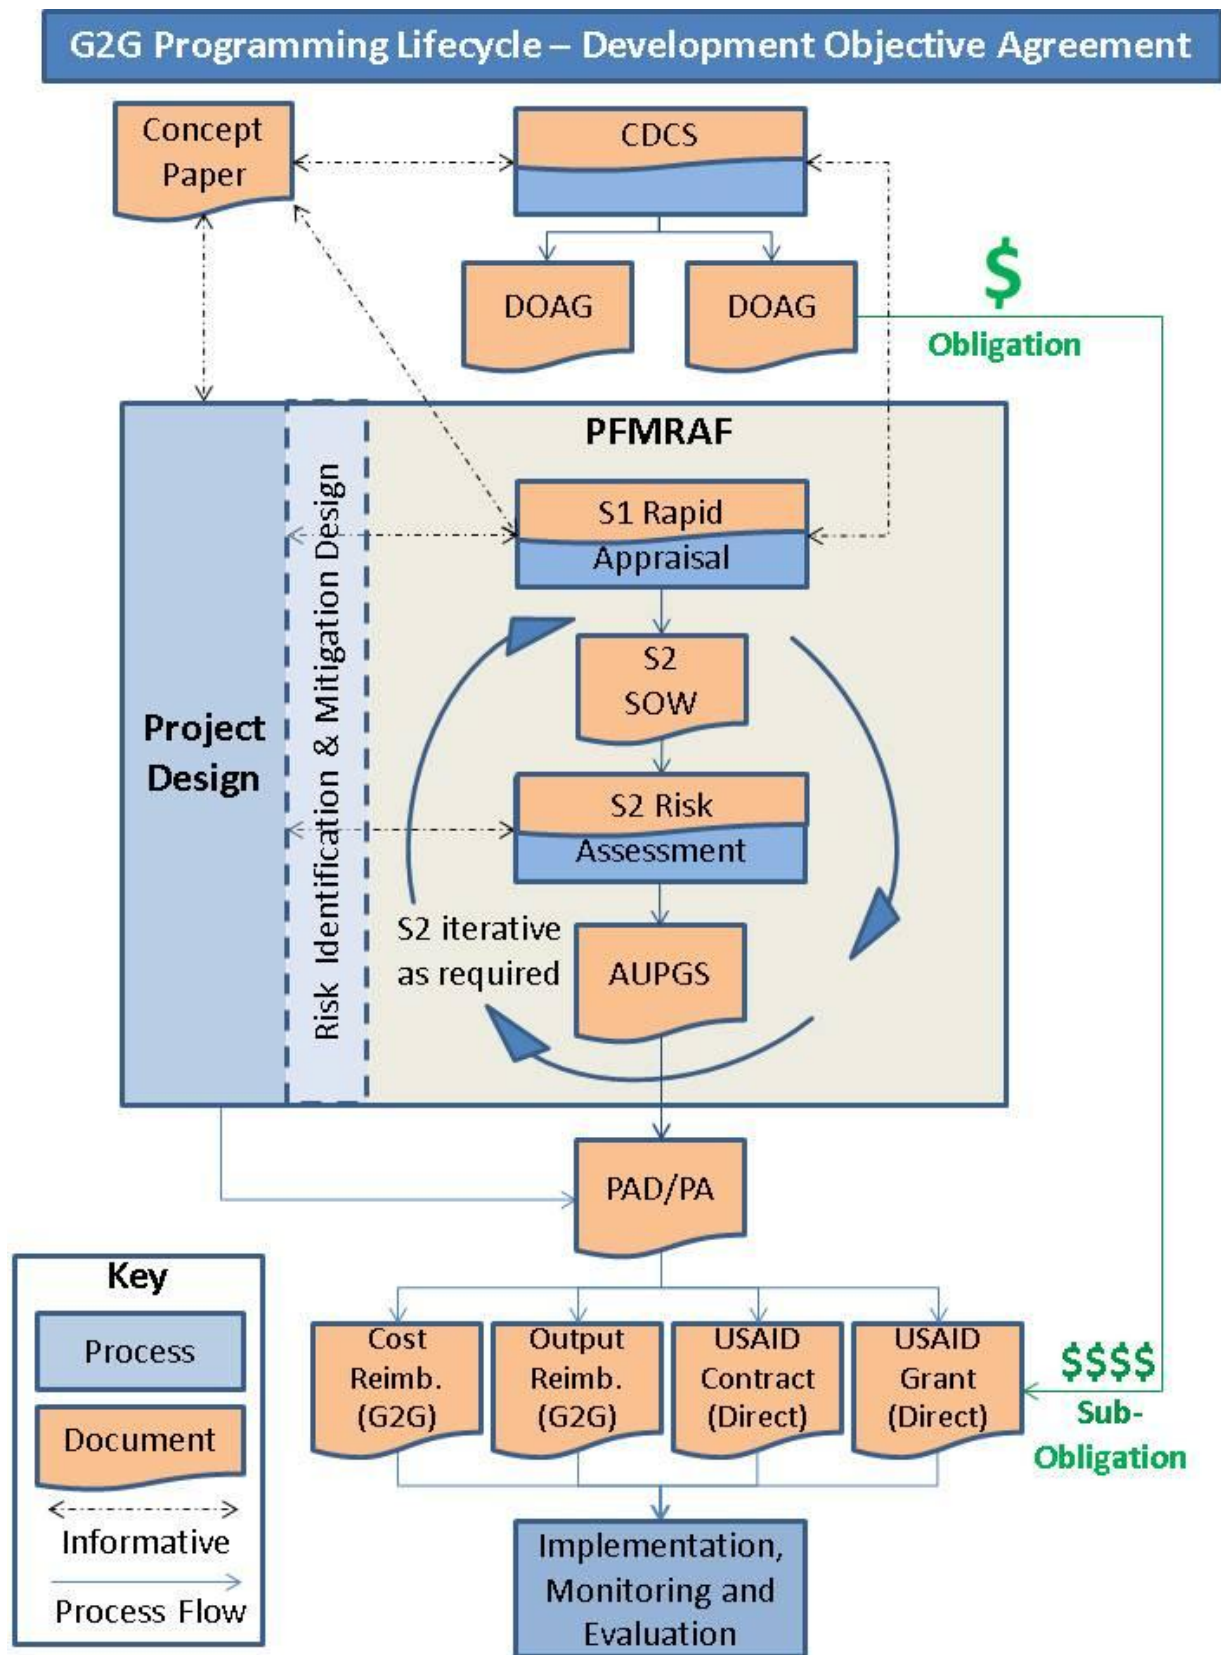 G2G Programming Lifecycle – Development Objective Agreement
Concept
Paper
CDCS
DOAG
DOAG
$
Obligation
PFMRAF
Project
Design
Risk Identification & Mitigation Design
S1 Rapid
Appraisal
S2
SOW
S2 Risk
Assessment
S2 iterative
as required
AUPGS
PAD/PA
Key
Process
Document
Informative
Process Flow
Cost
Reimb.
(G2G)
Output
Reimb.
(G2G)
USAID
Contract
(Direct)
USAID
Grant
(Direct)
$$$$
Sub-
Obligation
Implementation,
Monitoring and
Evaluation